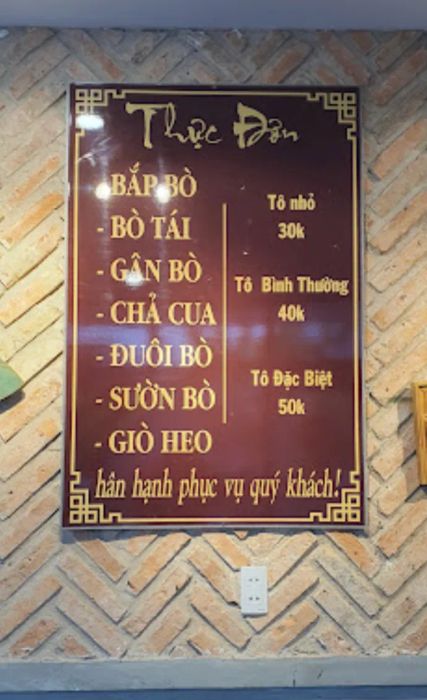 Thực Đơn
- BẮP BÒ
- BÒ TÁI
- GÂN BÒ
- CHẢ CUA
- ĐUÔI BÒ
- SƯỜN BÒ
- GIÒ HEO
Tô nhỏ
30k
Tô Bình Thường
40k
Tô Đặc Biệt
50k
hân hạnh phục vụ quý khách!